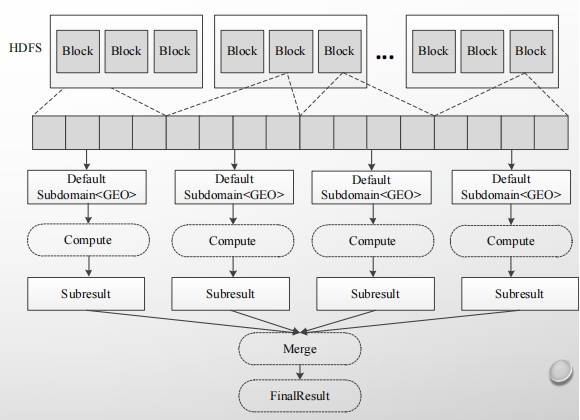 HDFS
Block Block Block Block Block Block ... Block Block Block
Default Default Default Default
Subdomain<GEO> Subdomain<GEO> Subdomain<GEO> Subdomain<GEO>
Compute Compute Compute Compute
Subresult Subresult Subresult Subresult
Merge
FinalResult